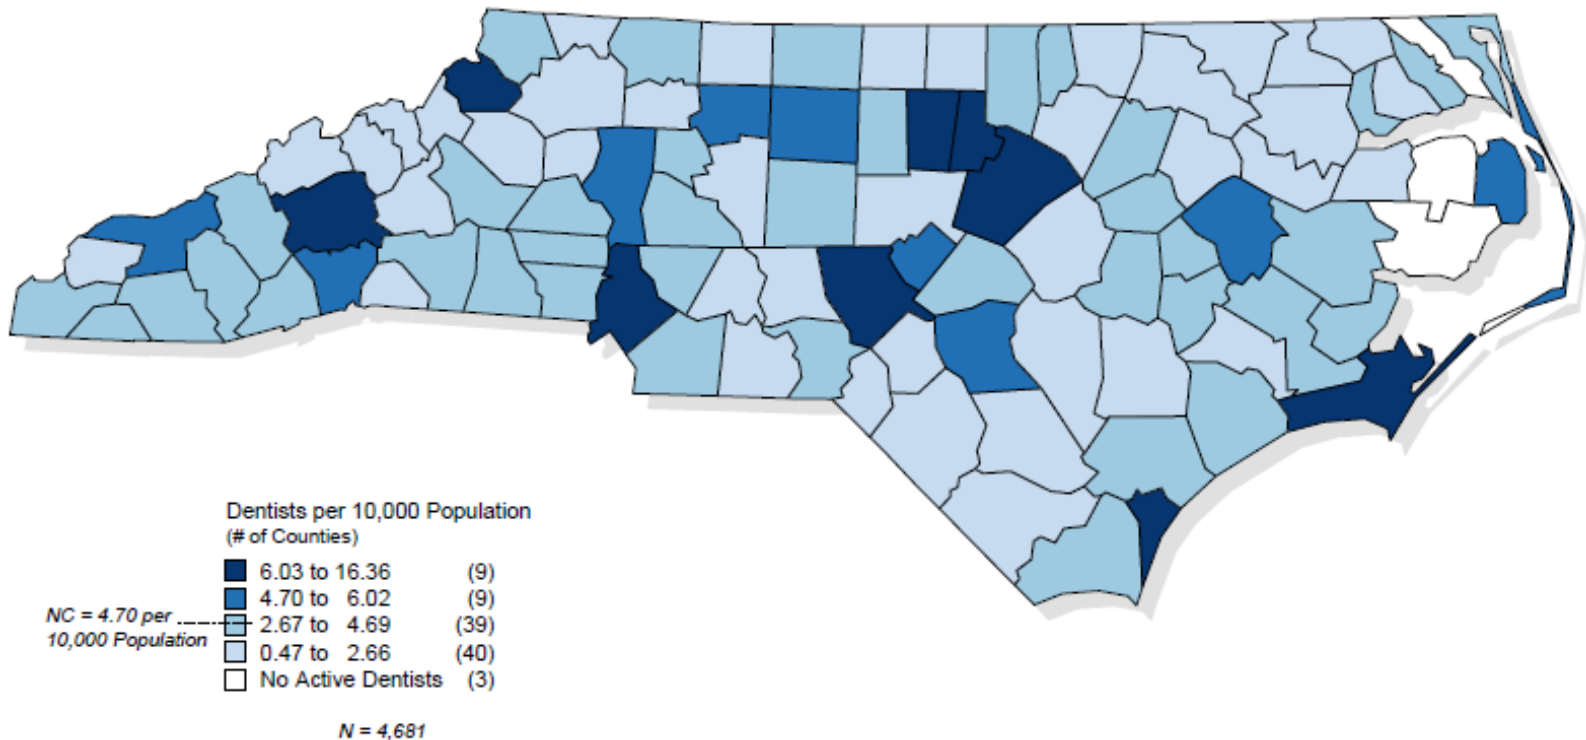 Dentists per 10,000 Population
(# of Counties)
6.03 to 16.36 (9)
4.70 to 6.02 (9)
NC = 4.70 per
10,000 Population
2.67 to 4.69 (39)
0.47 to 2.66 (40)
No Active Dentists (3)
N = 4,681